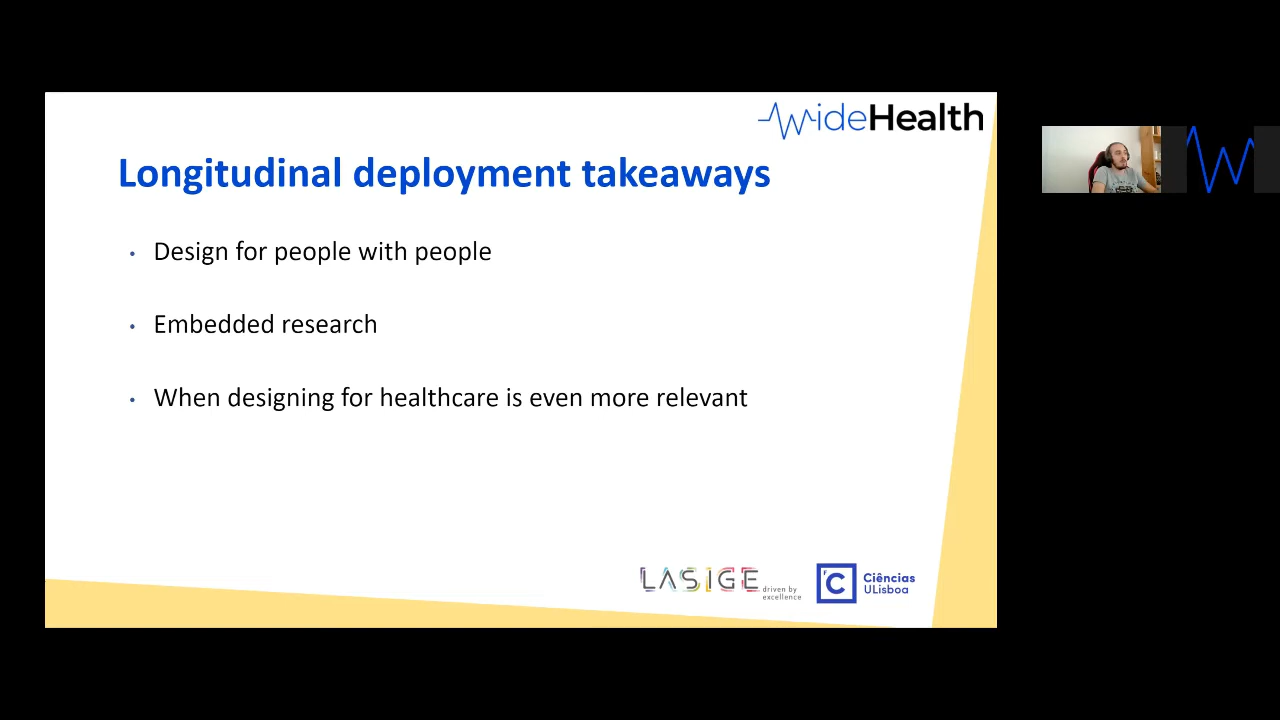 WideHealth
Longitudinal deployment takeaways
• Design for people with people
• Embedded research
• When designing for healthcare is even more relevant
LASIGE driven by
excellence
C Ciências
ULisboa